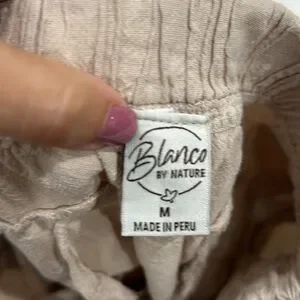 Blanco
BY NATURE
M
MADE IN PERU